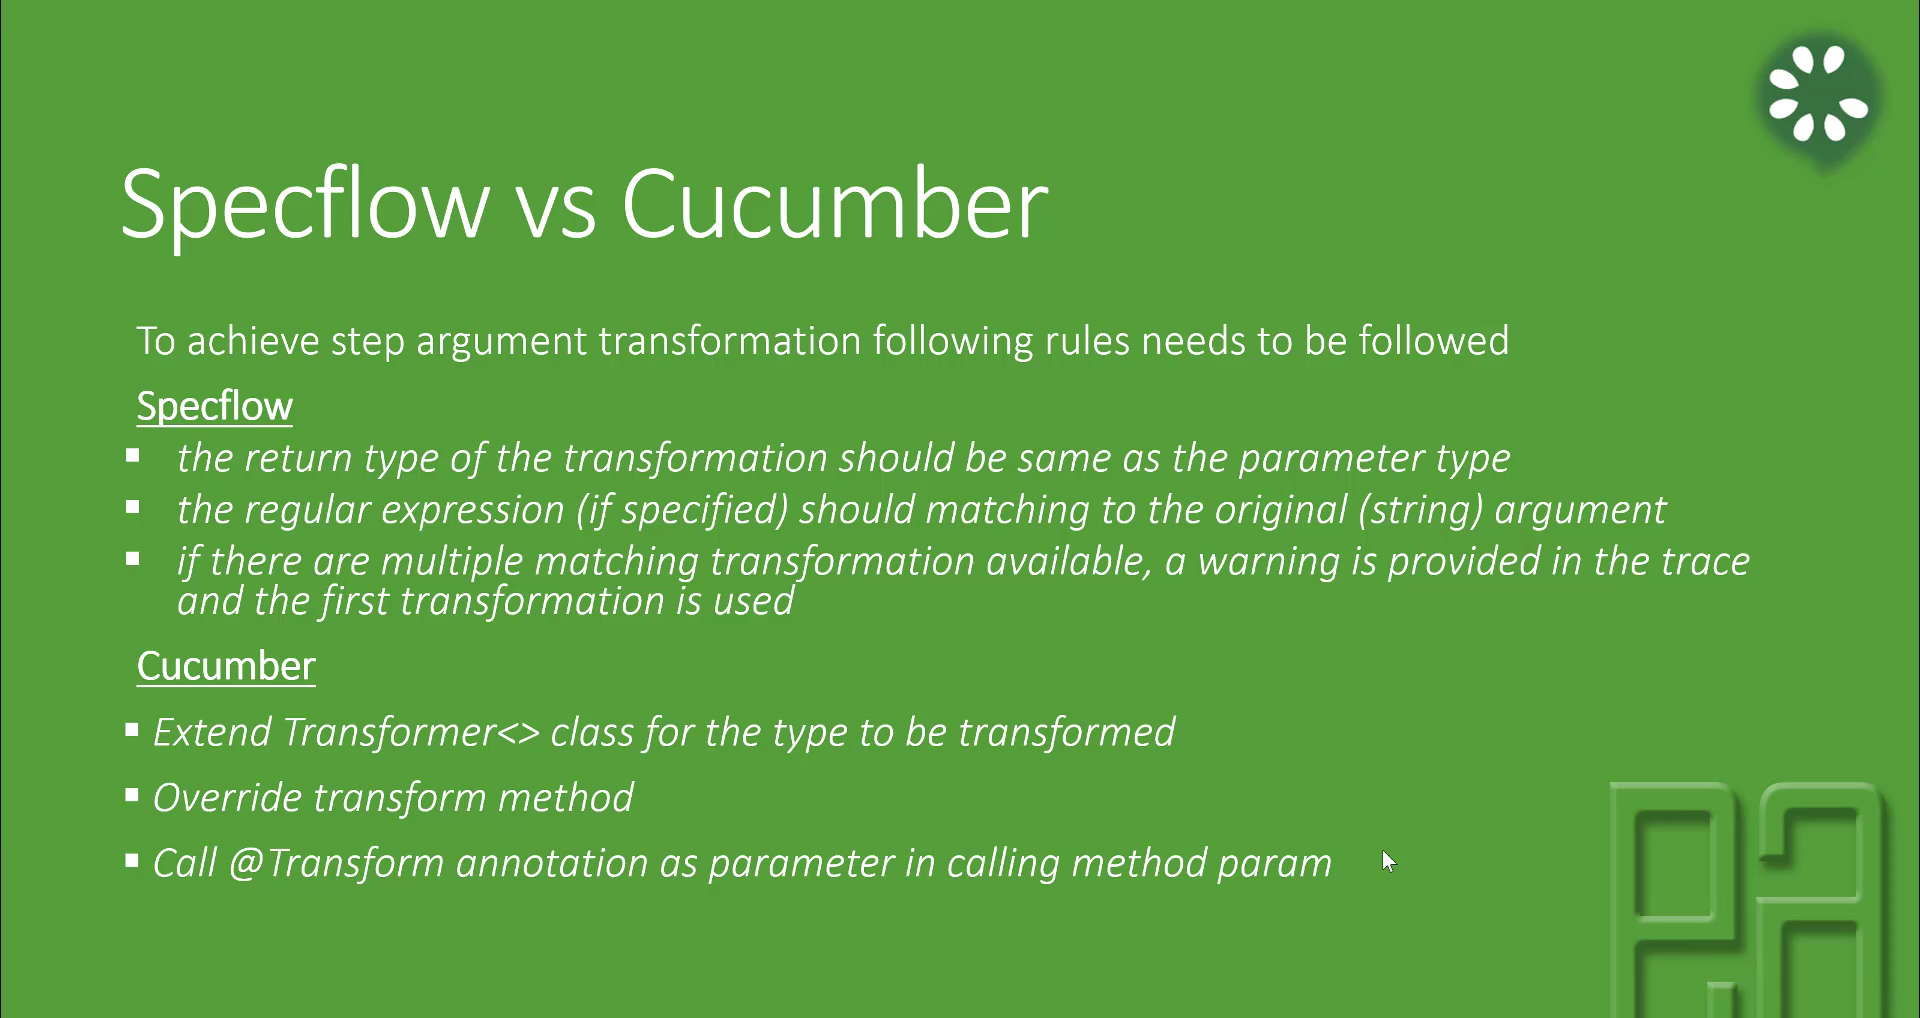 Specflow vs Cucumber
To achieve step argument transformation following rules needs to be followed
Specflow
▪ the return type of the transformation should be same as the parameter type
▪ the regular expression (if specified) should matching to the original (string) argument
▪ if there are multiple matching transformation available, a warning is provided in the trace
and the first transformation is used
Cucumber
▪ Extend Transformer<> class for the type to be transformed
▪ Override transform method
▪ Call @Transform annotation as parameter in calling method param